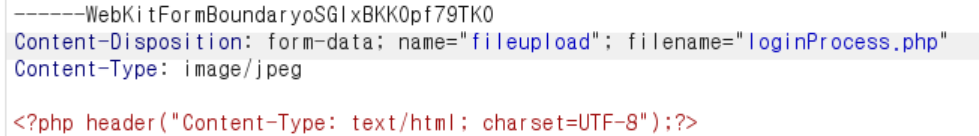 ------WebKitFormBoundaryoSGlxBKK0pf79TK0
Content-Disposition: form-data; name="fileupload"; filename="loginProcess.php"
Content-Type: image/jpeg
<?php header("Content-Type: text/html; charset=UTF-8");?>